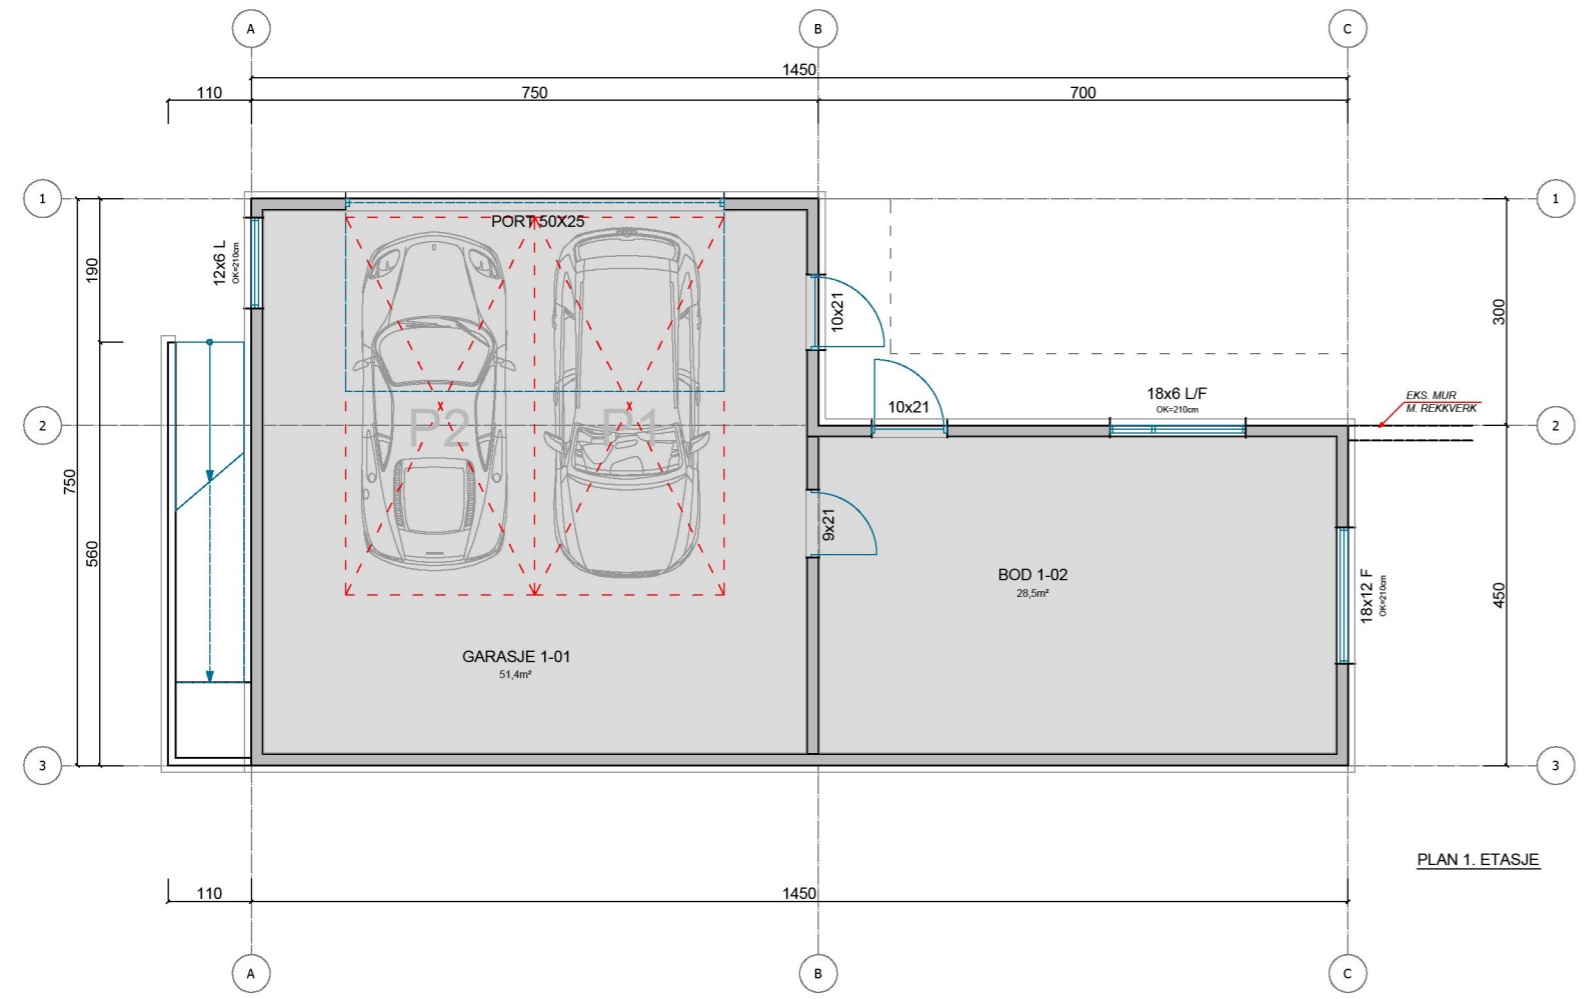 A
B
C
1450
110
750
700
1
1
PORT 50X25
12x6 L
OK=210cm
190
10x21
300
18x6 L/F
OK=210cm
10x21
EKS. MUR
M. REKKVERK
2
P2
P1
2
750
9x21
560
BOD 1-02
28,5m²
18x12 F
OK=210cm
450
GARASJE 1-01
51,4m²
3
3
PLAN 1. ETASJE
110
1450
A
B
C